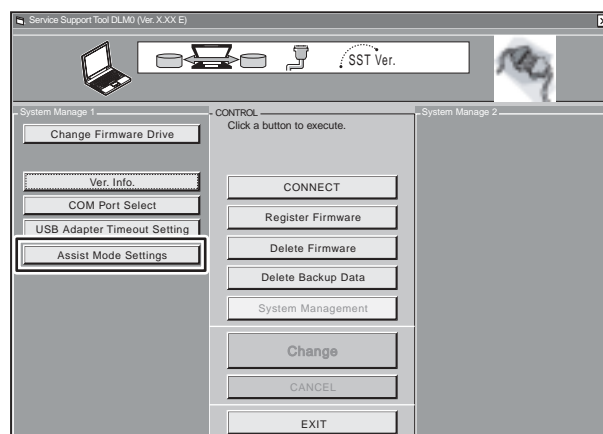 Service Support Tool DLM0 (Ver. X.XX E)
SST Ver.
System Manage 1
Change Firmware Drive
Ver. Info.
COM Port Select
USB Adapter Timeout Setting
Assist Mode Settings
CONTROL
Click a button to execute.
CONNECT
Register Firmware
Delete Firmware
Delete Backup Data
System Management
Change
CANCEL
EXIT
System Manage 2